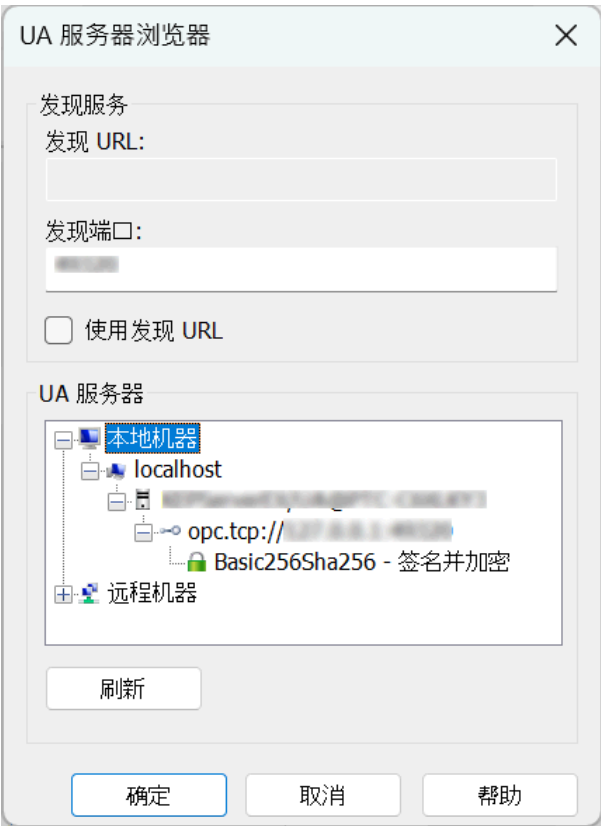 UA 服务器浏览器
发现服务
发现 URL:
发现端口:
使用发现 URL
UA 服务器
本地机器
localhost
opc.tcp://
Basic256Sha256 - 签名并加密
远程机器
刷新
确定
取消
帮助